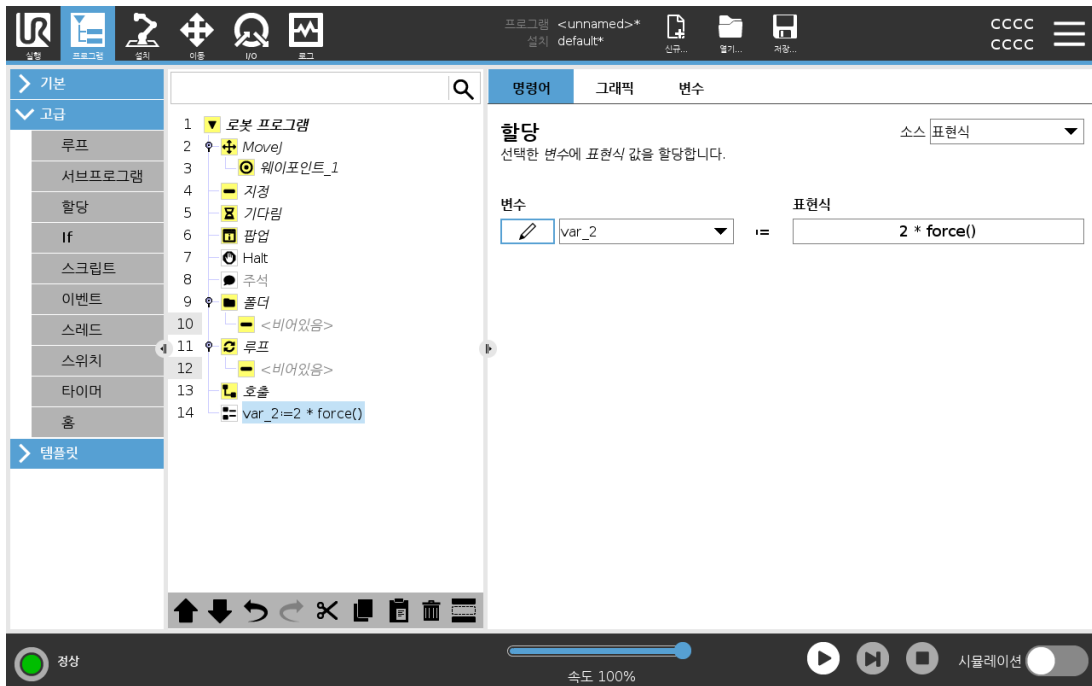 UR
실행
프로그램
설치
이동
I/O
로그
프로그램 <unnamed>*
설치 default*
신규...
열기...
저장...
CCCC
CCCC
기본
고급
루프
서브프로그램
할당
If
스크립트
이벤트
스레드
스위치
타이머
홈
템플릿
1 로봇 프로그램
2 MoveJ
3 웨이포인트_1
4 지정
5 기다림
6 팝업
7 Halt
8 주석
9 폴더
10 <비어있음>
11 루프
12 <비어있음>
13 호출
14 var_2:=2 * force()
명령어 그래픽 변수
할당
소스 표현식
선택한 변수에 표현식 값을 할당합니다.
변수 표현식
var_2 := 2 * force()
정상
속도 100%
시뮬레이션